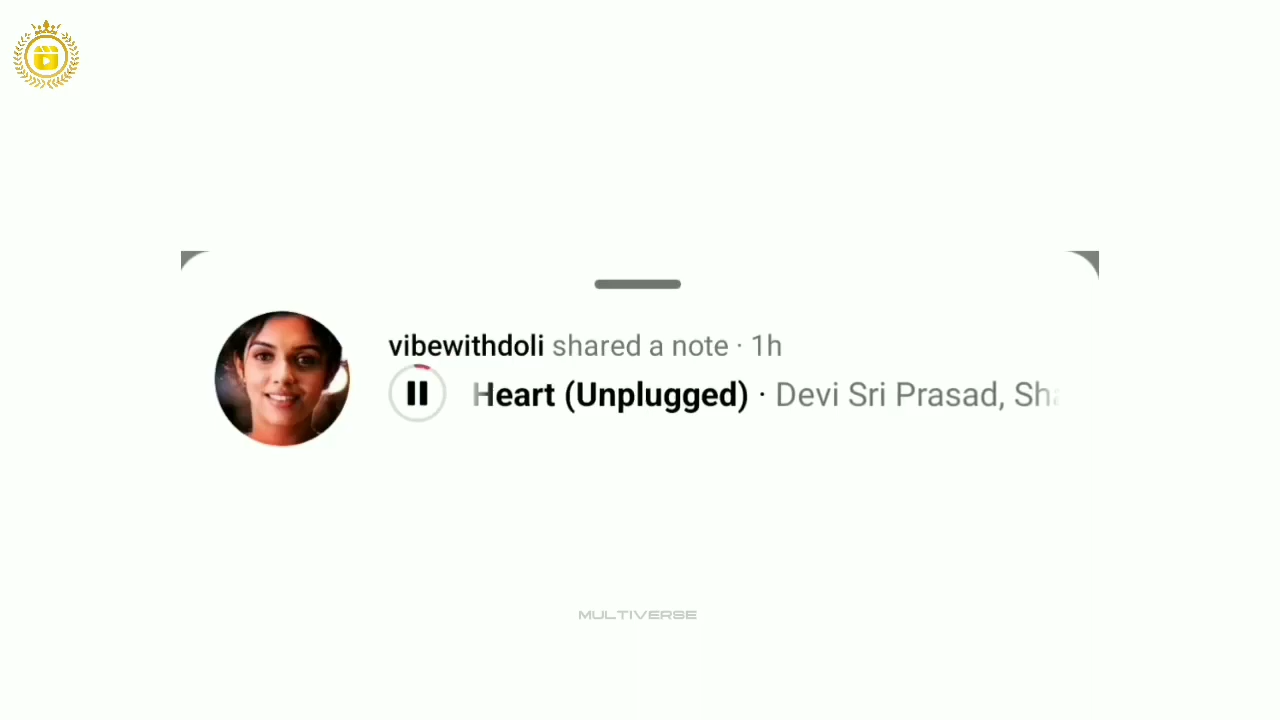 vibewithdoli shared a note · 1h
Heart (Unplugged) · Devi Sri Prasad,
MULTIVERSE